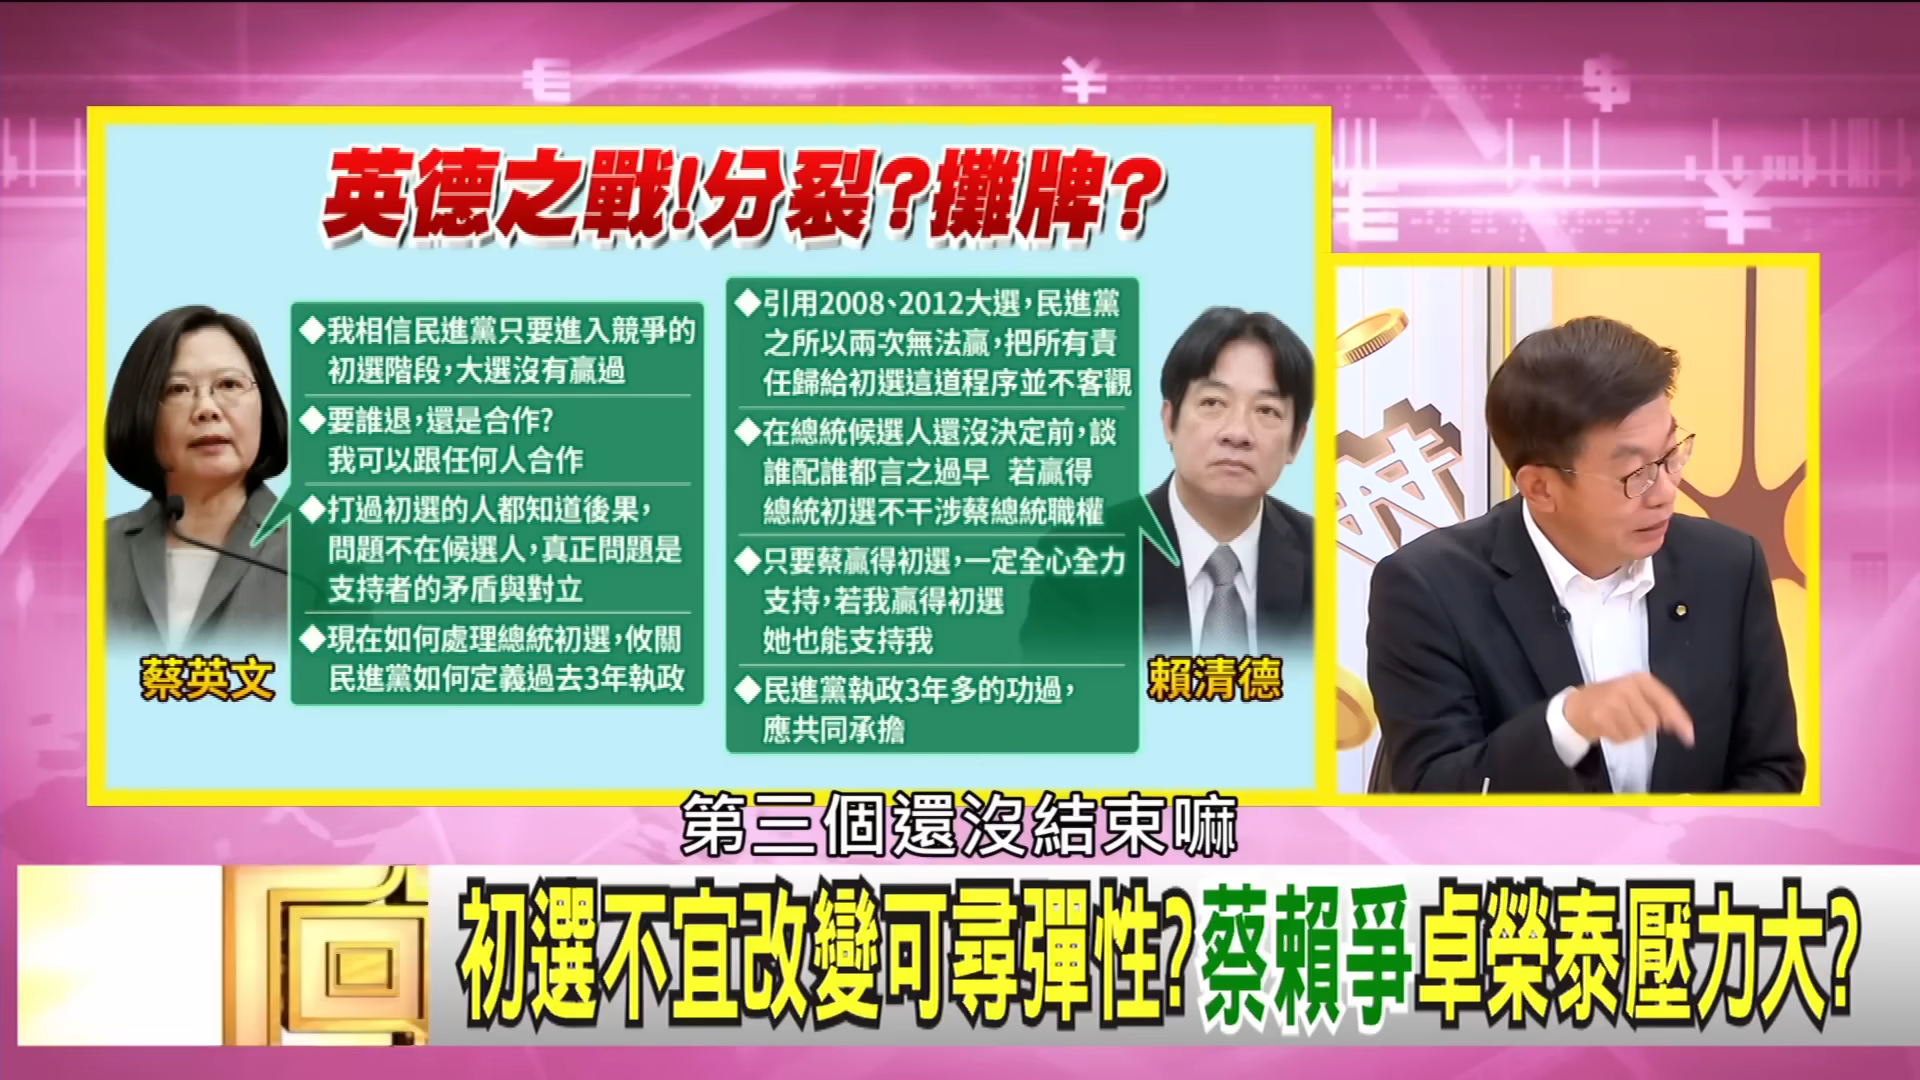 英德之戰!分裂?攤牌?
◆我相信民進黨只要進入競爭的
初選階段,大選沒有贏過
◆要誰退,還是合作?
我可以跟任何人合作
◆打過初選的人都知道後果,
問題不在候選人,真正問題是
支持者的矛盾與對立
◆現在如何處理總統初選,攸關
民進黨如何定義過去3年執政
蔡英文
◆引用2008、2012大選,民進黨
之所以兩次無法贏,把所有責
任歸給初選這道程序並不客觀
◆在總統候選人還沒決定前,談
誰配誰都言之過早 若贏得
總統初選不干涉蔡總統職權
◆只要蔡贏得初選,一定全心全力
支持,若我贏得初選
她也能支持我
◆民進黨執政3年多的功過,
應共同承擔
賴清德
第三個還沒結束嘛
初選不宜改變可尋彈性?蔡賴爭卓榮泰壓力大?